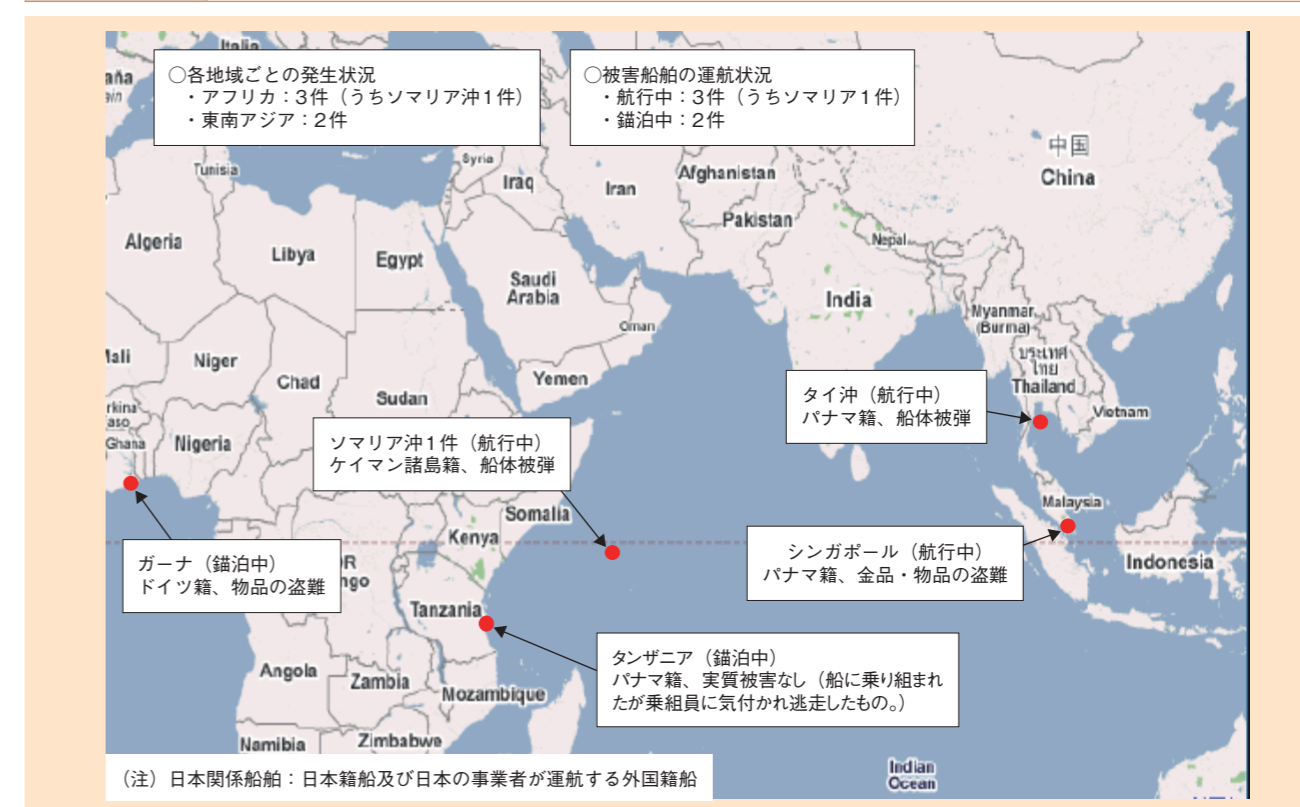 ○各地域ごとの発生状況
・アフリカ：3件（うちソマリア沖1件）
・東南アジア：2件
○被害船舶の運航状況
・航行中：3件（うちソマリア1件）
・錨泊中：2件
Italia
aña
ain
Tunisia
Syria
Iraq
Iran
Afghanistan
中国
China
Pakistan
Nepal
Algeria
Libya
Egypt
Saudi
Arabia
Oman
India
Myanmar
(Burma)
ประเทศ
ไทย
Thailand
Vietnam
Niger
Chad
Sudan
Yemen
タイ沖（航行中）
パナマ籍、船体被弾
Ghana
Nigeria
ソマリア沖1件（航行中）
ケイマン諸島籍、船体被弾
Somalia
Kenya
Malaysia
Indonesia
ガーナ（錨泊中）
ドイツ籍、物品の盗難
シンガポール（航行中）
パナマ籍、金品・物品の盗難
Tanzania
タンザニア（錨泊中）
パナマ籍、実質被害なし（船に乗り組まれ
たが乗組員に気付かれ逃走したもの。）
Angola
Zambia
Mozambique
Namibia
Zimbabwe
（注）日本関係船舶：日本籍船及び日本の事業者が運航する外国籍船
Indian
Ocean